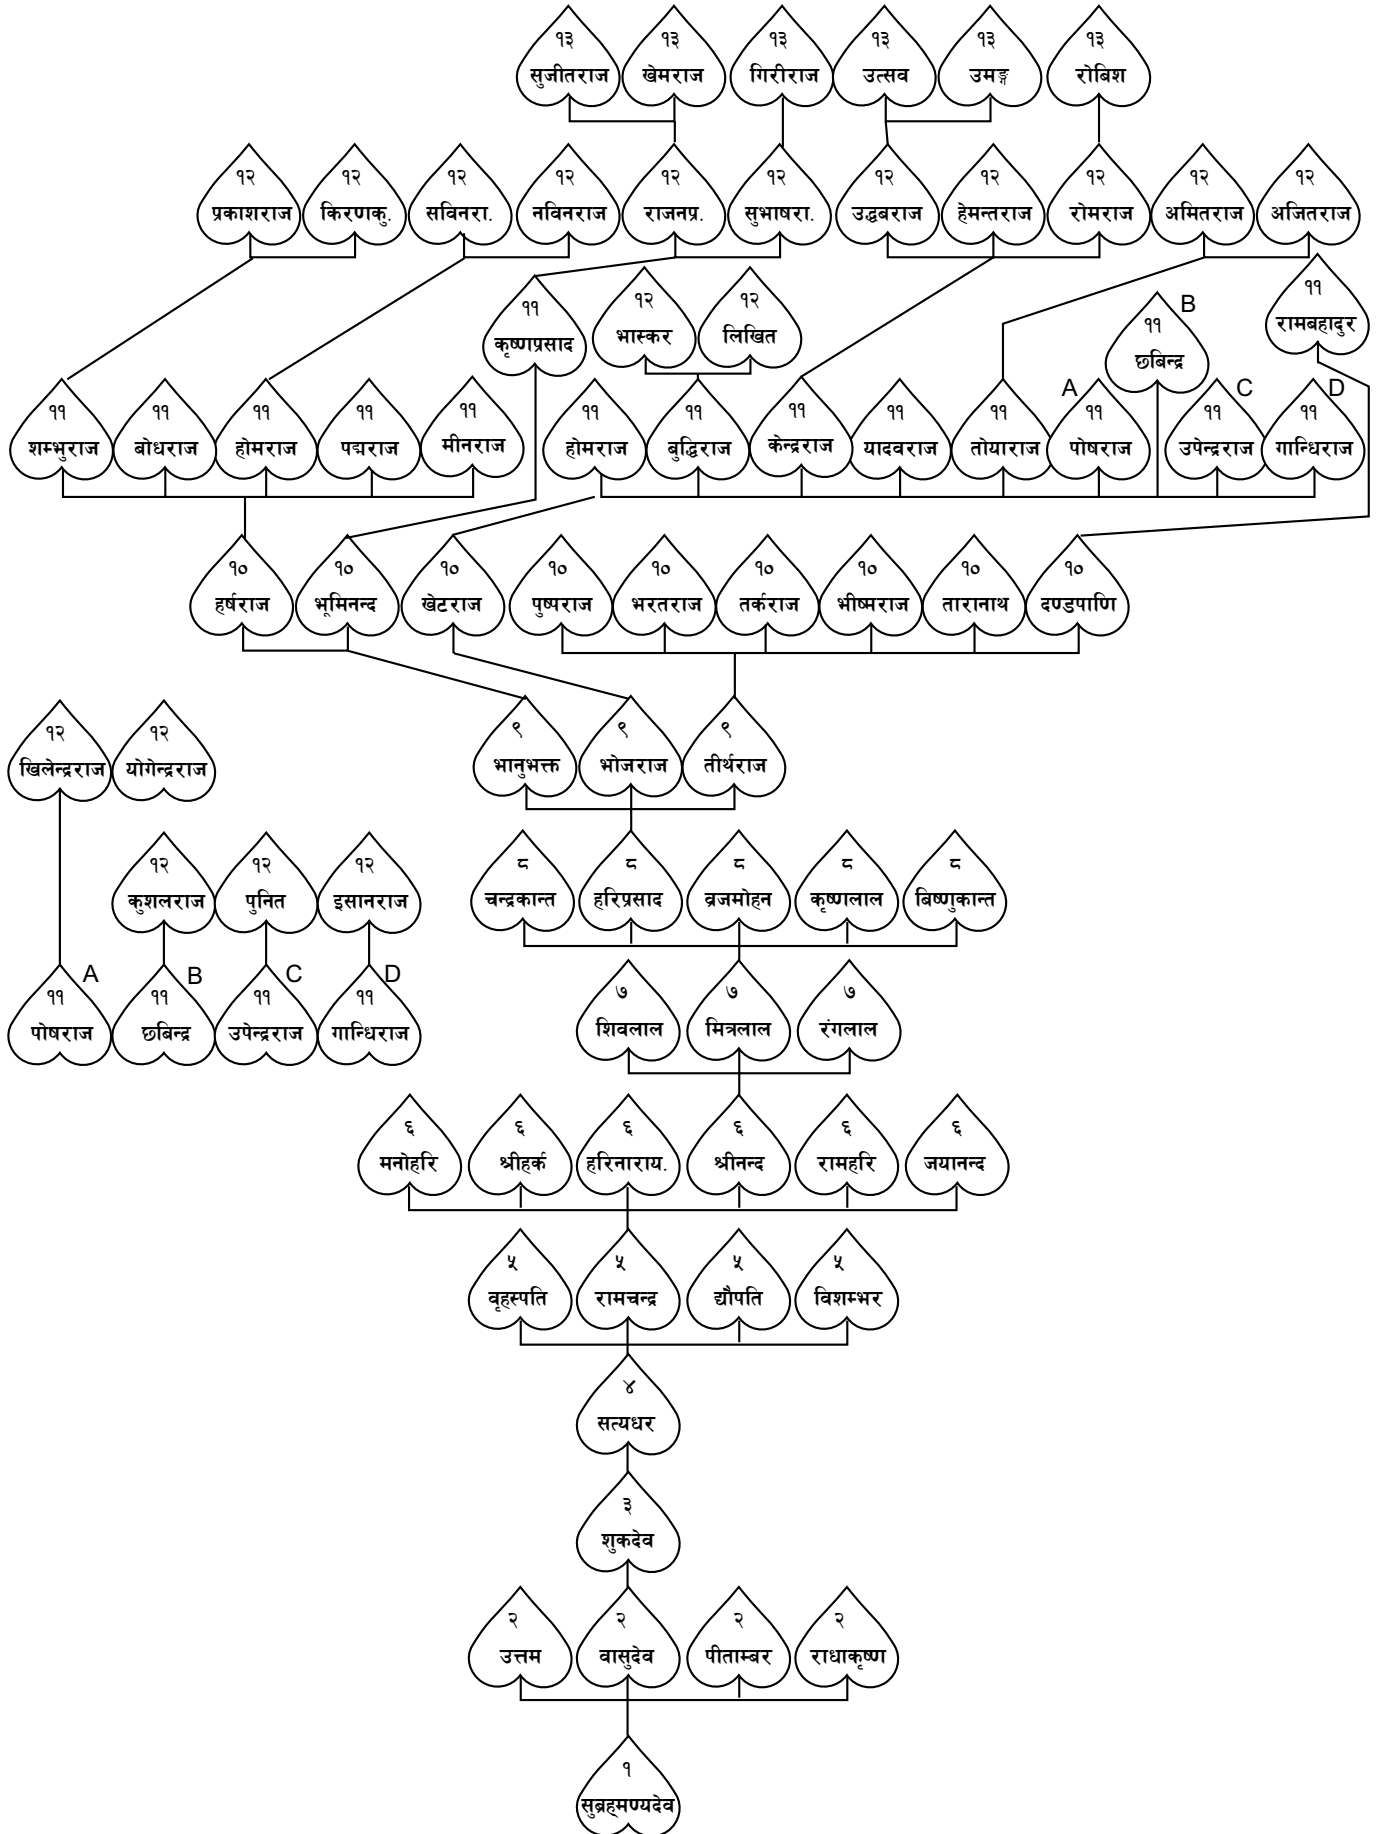 १३ १३ १३ १३ १३ १३
सुजीतराज खेमराज गिरीराज उत्सव उमङ्ग रोबिश
१२ १२ १२ १२ १२ १२ १२ १२ १२ १२ १२
प्रकाशराज किरणकु. सविनरा. नविनराज राजनप्र. सुभाषरा. उद्धबराज हेमन्तराज रोमराज अमितराज अजितराज
११ १२ १२ ११ B ११
कृष्णप्रसाद भास्कर लिखित छबिन्द्र रामबहादुर
११ ११ ११ ११ ११ ११ ११ ११ ११ ११ A ११ C ११ D ११
शम्भुराज बोधराज होमराज पद्मराज मीनराज होमराज बुद्धिराज केन्द्रराज यादवराज तोयाराज पोषराज उपेन्द्रराज गान्धिराज
१० १० १० १० १० १० १० १० १०
हर्षराज भूमिनन्द खेटराज पुष्पराज भरतराज तर्कराज भीष्मराज तारानाथ दण्डपाणि
१२ १२ ९ ९ ९
खिलेन्द्रराज योगेन्द्रराज भानुभक्त भोजराज तीर्थराज
१२ १२ १२ ८ ८ ८ ८ ८
कुशलराज पुनित इसानराज चन्द्रकान्त हरिप्रसाद व्रजमोहन कृष्णलाल बिष्णुकान्त
११ A ११ B ११ C ११ D ७ ७ ७
पोषराज छबिन्द्र उपेन्द्रराज गान्धिराज शिवलाल मित्रलाल रंगलाल
६ ६ ६ ६ ६ ६
मनोहरि श्रीहर्क हरिनाराय. श्रीनन्द रामहरि जयानन्द
५ ५ ५ ५
बृहस्पति रामचन्द्र द्यौपति विशम्भर
४
सत्यधर
३
शुकदेव
२ २ २ २
उत्तम वासुदेव पीताम्बर राधाकृष्ण
१
सुब्रह्मण्यदेव